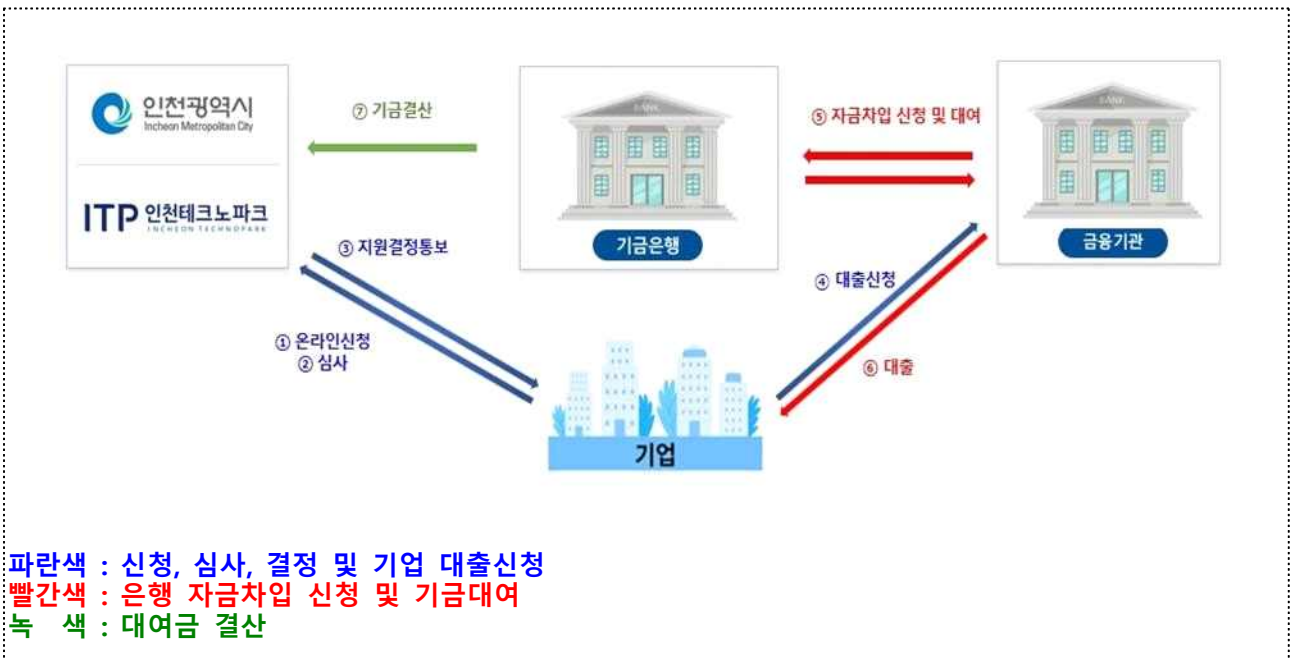 인천광역시
Incheon Metropolitan City
ITP 인천테크노파크
INCHEON TECHNOPARK
⑦ 기금결산
BANK
기금은행
⑤ 자금차입 신청 및 대여
BANK
금융기관
③ 지원결정통보
① 온라인신청
② 심사
④ 대출신청
⑥ 대출
기업
파란색 : 신청, 심사, 결정 및 기업 대출신청
빨간색 : 은행 자금차입 신청 및 기금대여
녹 색 : 대여금 결산